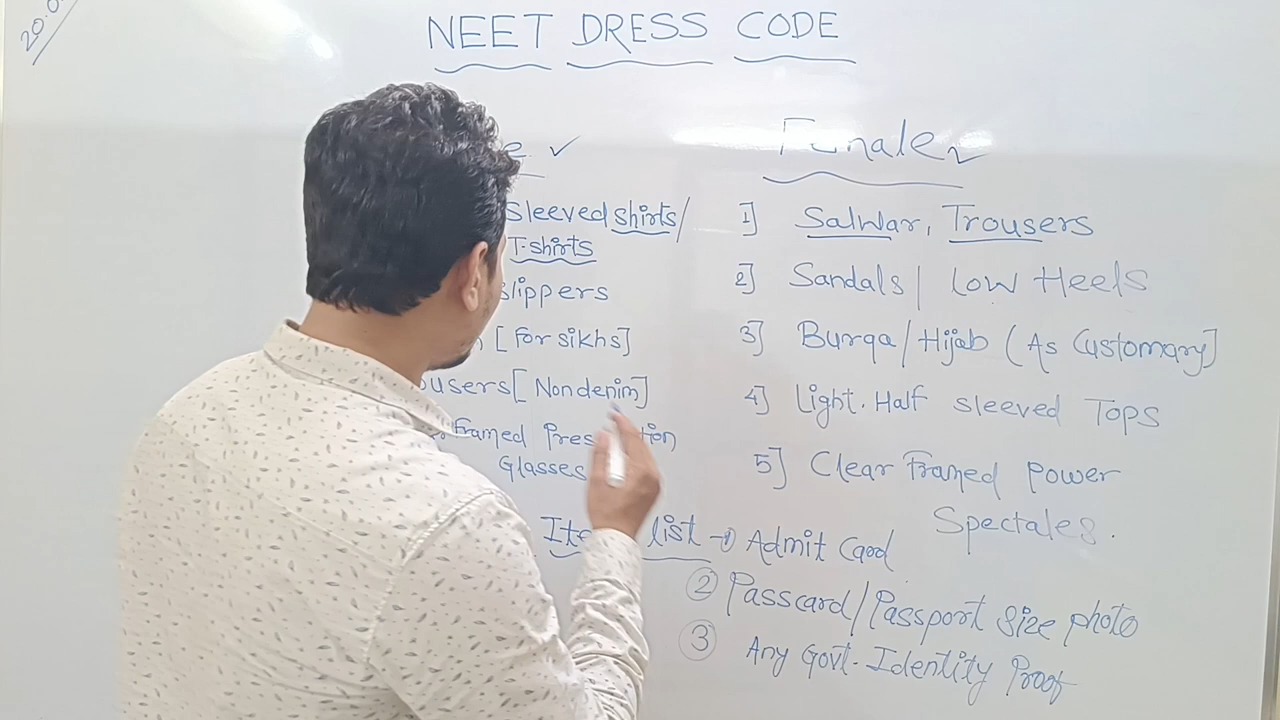 NEET DRESS CODE
Female
sleeved shirts/
T-shirts
slippers
[For sikhs]
[Nondenim]
Framed
Glasses
1] Salwar, Trousers
2] Sandals/ Low Heels
3] Burqa/Hijab (As Customary]
4] Light. Half sleeved Tops
5] Clear Framed power
Spectales.
list → ① Admit Card
② Passcard/Passport size photo
③ Any Govt. Identity Proof